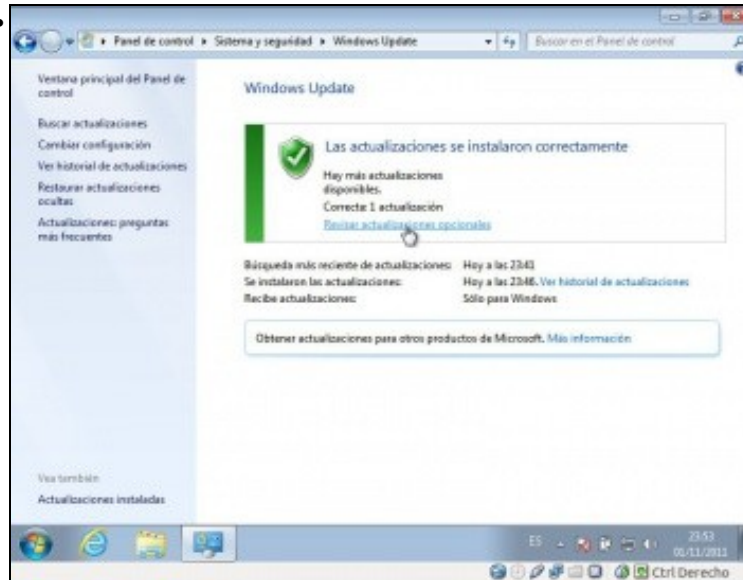 Panel de control ▸ Sistema y seguridad ▸ Windows Update
Buscar en el Panel de control
Ventana principal del Panel de
control
Buscar actualizaciones
Cambiar configuración
Ver historial de actualizaciones
Restaurar actualizaciones
ocultas
Actualizaciones: preguntas
más frecuentes
Windows Update
Las actualizaciones se instalaron correctamente
Hay más actualizaciones
disponibles.
Correcta: 1 actualización
Revisar actualizaciones opcionales
Búsqueda más reciente de actualizaciones: Hoy a las 23:41
Se instalaron las actualizaciones: Hoy a las 23:46. Ver historial de actualizaciones
Recibe actualizaciones: Sólo para Windows
Obtener actualizaciones para otros productos de Microsoft. Más información
Vea también
Actualizaciones instaladas
ES
23:53
01/11/2011
Ctrl Derecho